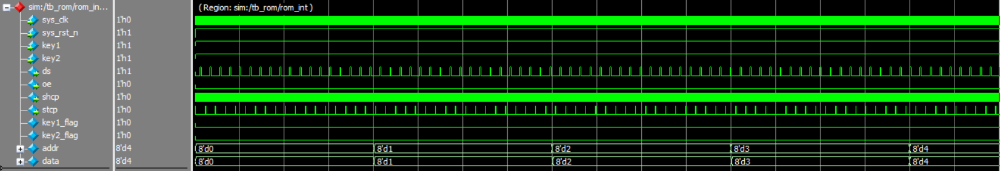 sim:/tb_rom/rom_in... (Region: sim:/tb_rom/rom_int )
sys_clk 1'h0
sys_rst_n 1'h1
key1 1'h1
key2 1'h1
ds 1'h1
oe 1'h0
shcp 1'h0
stcp 1'h0
key1_flag 1'h0
key2_flag 1'h0
addr 8'd4 8'd0 8'd1 8'd2 8'd3 8'd4
data 8'd4 8'd0 8'd1 8'd2 8'd3 8'd4